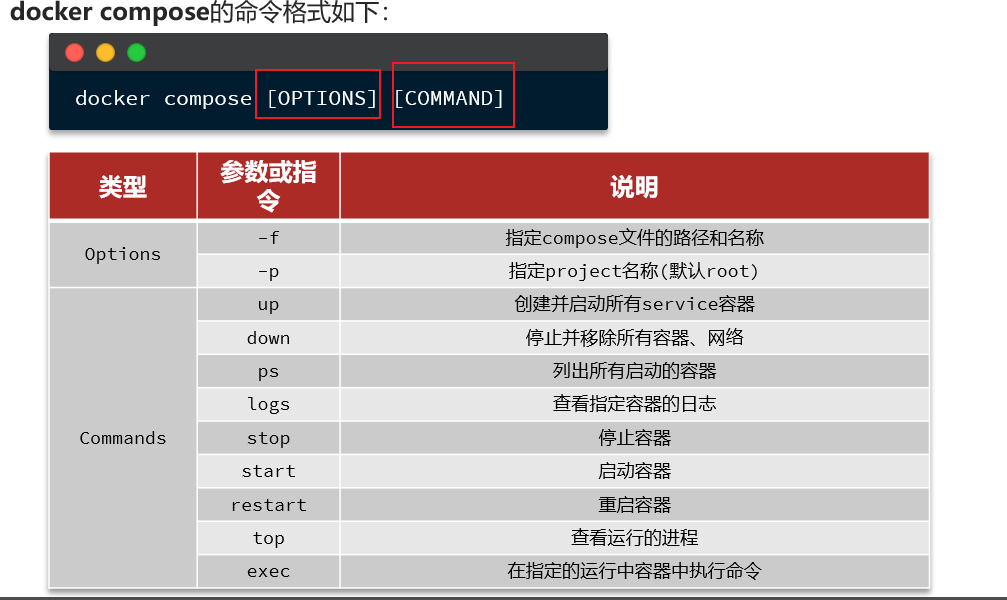 docker compose的命令格式如下：
docker compose [OPTIONS] [COMMAND]
类型 参数或指令 说明
Options
-f 指定compose文件的路径和名称
-p 指定project名称(默认root)
Commands
up 创建并启动所有service容器
down 停止并移除所有容器、网络
ps 列出所有启动的容器
logs 查看指定容器的日志
stop 停止容器
start 启动容器
restart 重启容器
top 查看运行的进程
exec 在指定的运行中容器中执行命令